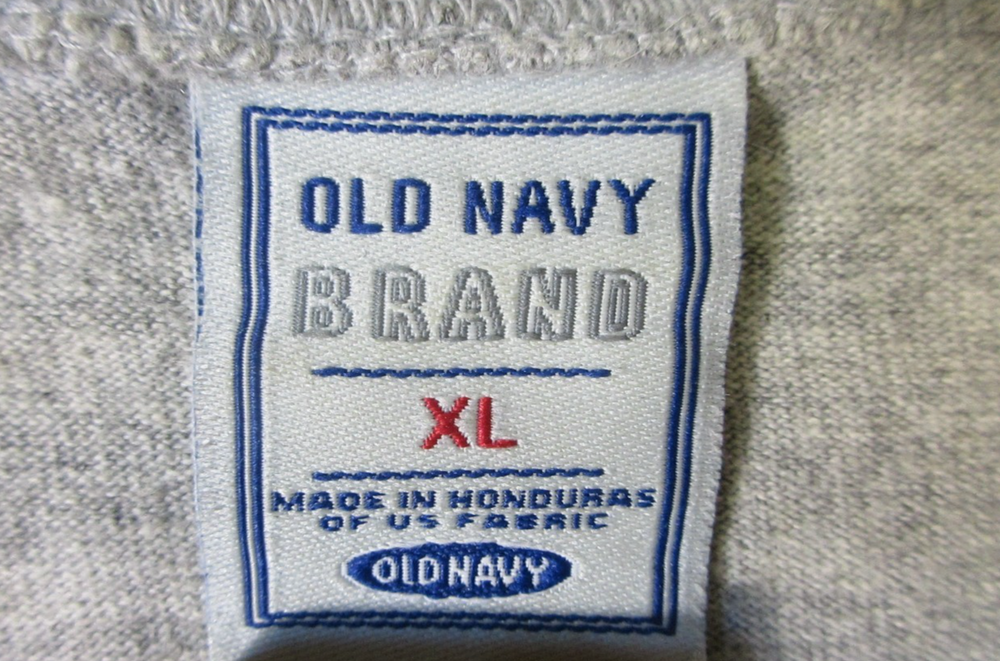 OLD NAVY
BRAND
XL
MADE IN HONDURAS
OF US FABRIC
OLD NAVY